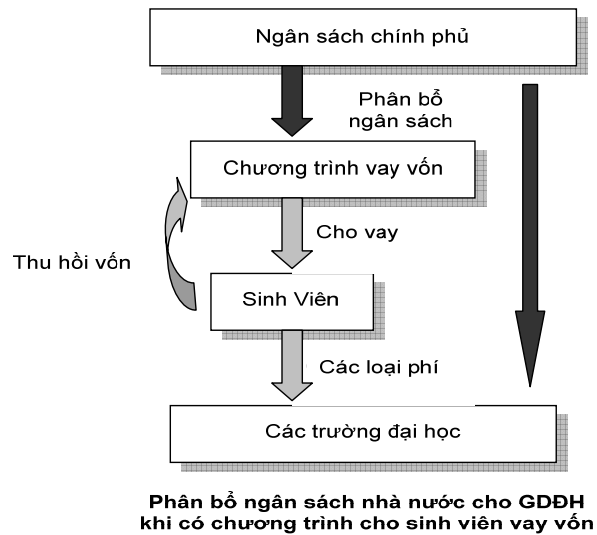 Ngân sách chính phủ
Phân bổ
ngân sách
Chương trình vay vốn
Cho vay
Thu hồi vốn
Sinh Viên
Các loại phí
Các trường đại học
Phân bổ ngân sách nhà nước cho GDĐH
khi có chương trình cho sinh viên vay vốn